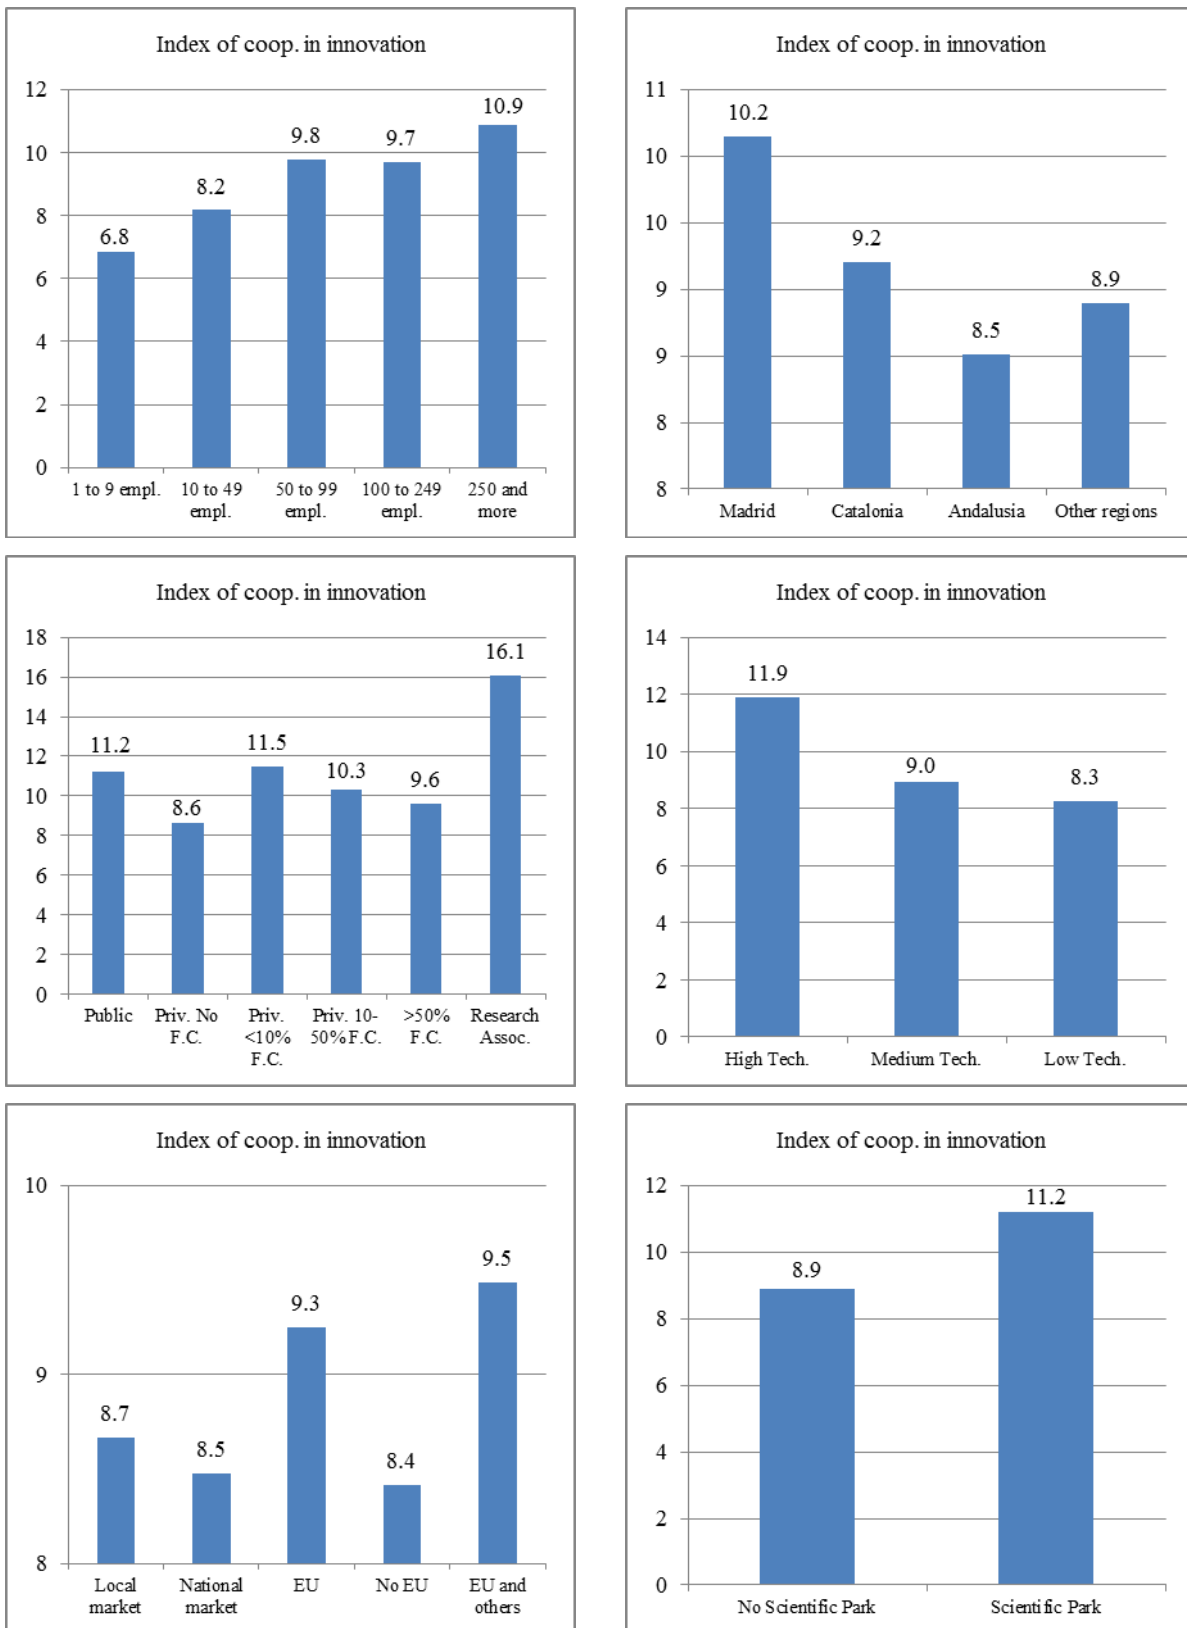 Index of coop. in innovation
12
10
8
6
4
2
0
6.8
8.2
9.8
9.7
10.9
1 to 9 empl.
10 to 49
empl.
50 to 99
empl.
100 to 249
empl.
250 and
more
Index of coop. in innovation
11
10
10
9
9
8
8
10.2
9.2
8.5
8.9
Madrid
Catalonia
Andalusia
Other regions
Index of coop. in innovation
18
16
14
12
10
8
6
4
2
0
11.2
8.6
11.5
10.3
9.6
16.1
Public
Priv. No
F.C.
Priv.
<10%
F.C.
Priv. 10-
50% F.C.
>50%
F.C.
Research
Assoc.
Index of coop. in innovation
14
12
10
8
6
4
2
0
11.9
9.0
8.3
High Tech.
Medium Tech.
Low Tech.
Index of coop. in innovation
10
9
8
8.7
8.5
9.3
8.4
9.5
Local
market
National
market
EU
No EU
EU and
others
Index of coop. in innovation
12
10
8
6
4
2
0
8.9
11.2
No Scientific Park
Scientific Park